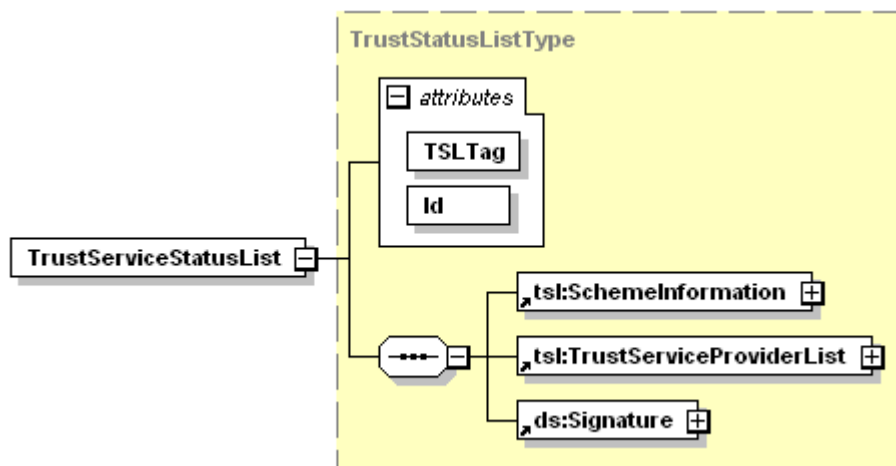 TrustStatusListType
attributes
TSLTag
Id
TrustServiceStatusList
tsl:SchemeInformation
tsl:TrustServiceProviderList
ds:Signature